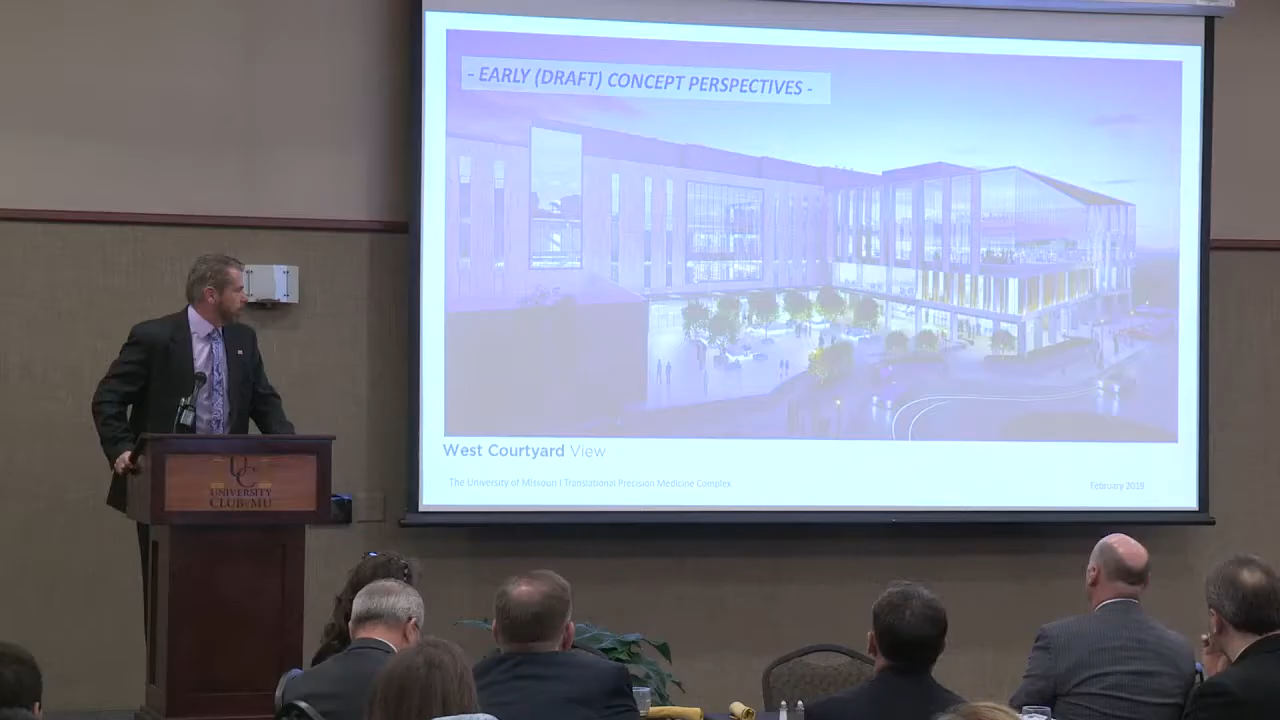 - EARLY (DRAFT) CONCEPT PERSPECTIVES -
West Courtyard View
The University of Missouri | Translational Precision Medicine Complex
February 2019
UC
UNIVERSITY
CLUB of MU